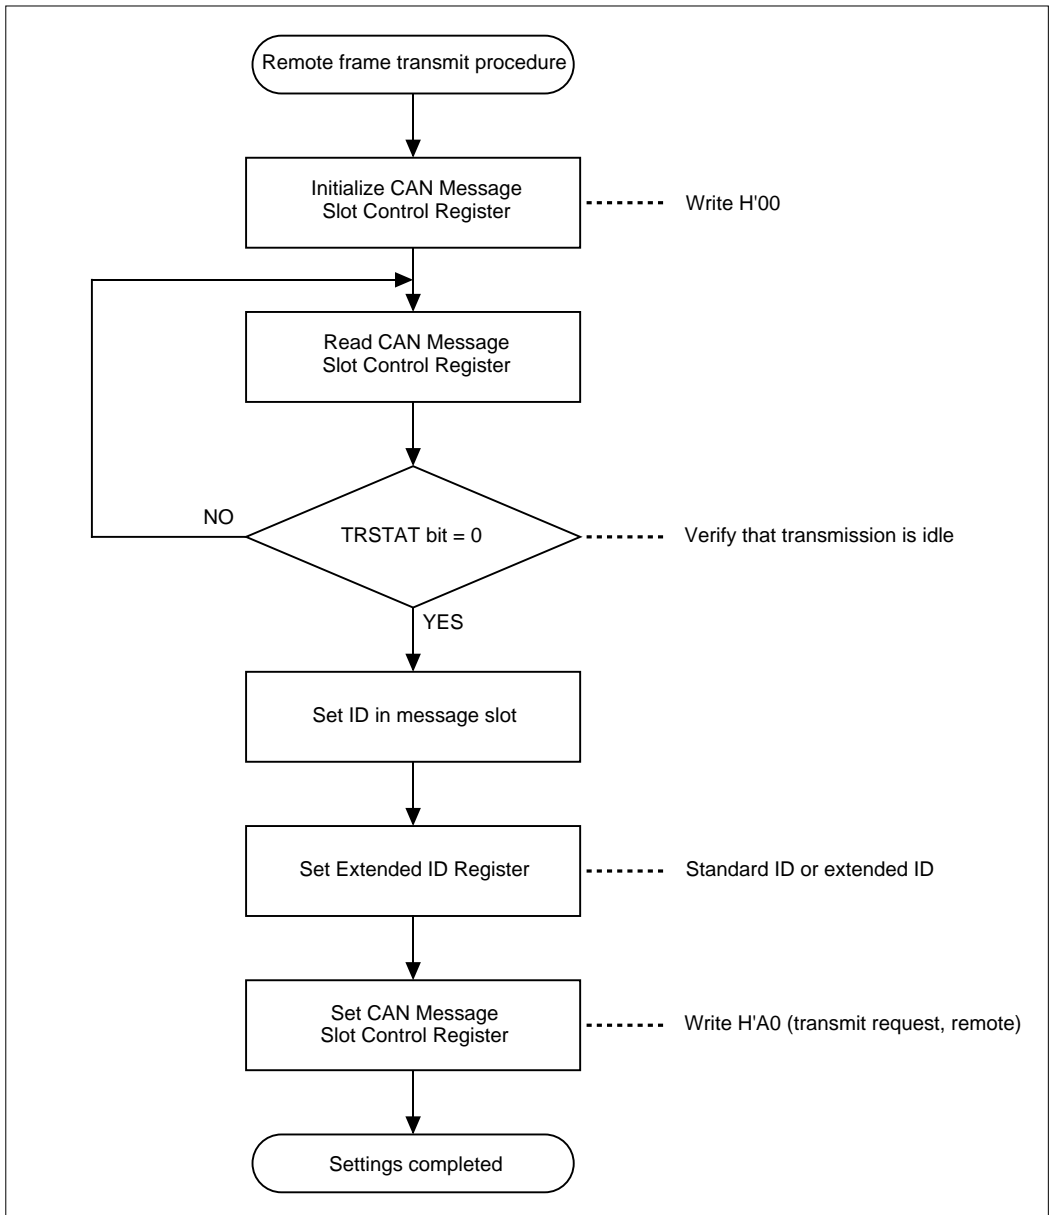 Remote frame transmit procedure
Initialize CAN Message
Slot Control Register
Write H'00
Read CAN Message
Slot Control Register
NO
TRSTAT bit = 0
Verify that transmission is idle
YES
Set ID in message slot
Set Extended ID Register
Standard ID or extended ID
Set CAN Message
Slot Control Register
Write H'A0 (transmit request, remote)
Settings completed